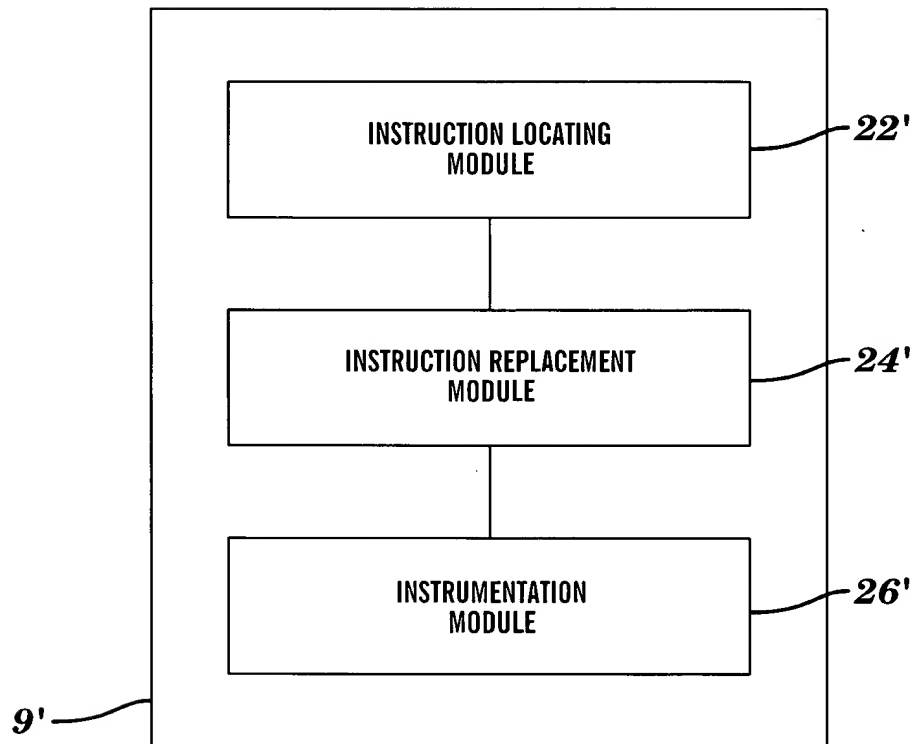 INSTRUCTION LOCATING
MODULE
22'
INSTRUCTION REPLACEMENT
MODULE
24'
INSTRUMENTATION
MODULE
26'
9'